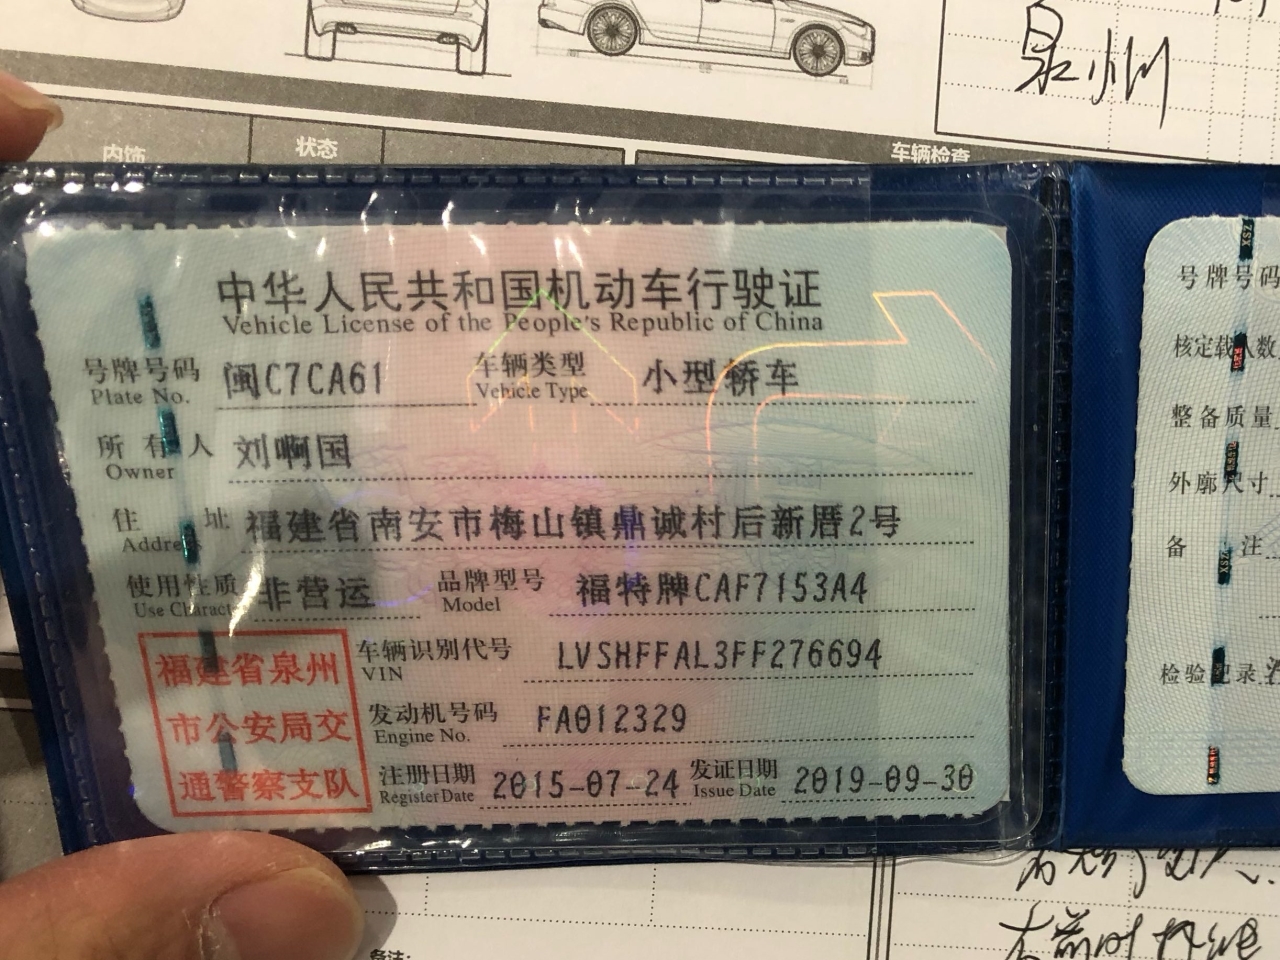 泉州
内饰 状态 车辆检查
中华人民共和国机动车行驶证
Vehicle License of the People's Republic of China
号牌号码 闽C7CA61 车辆类型 小型轿车
Plate No. Vehicle Type
所有人 刘啊国
Owner
住址 福建省南安市梅山镇鼎诚村后新厝2号
Address
使用性质 非营运 品牌型号 福特牌CAF7153A4
Use Charact Model
福建省泉州 车辆识别代号 LVSHFFAL3FF276694
VIN
市公安局交 发动机号码 FA012329
Engine No.
通警察支队 注册日期 2015-07-24 发证日期 2019-09-30
Register Date Issue Date
号牌号码
核定载人数
整备质量
外廓尺寸
备注
检验记录
XSZ
XSZ
备注: